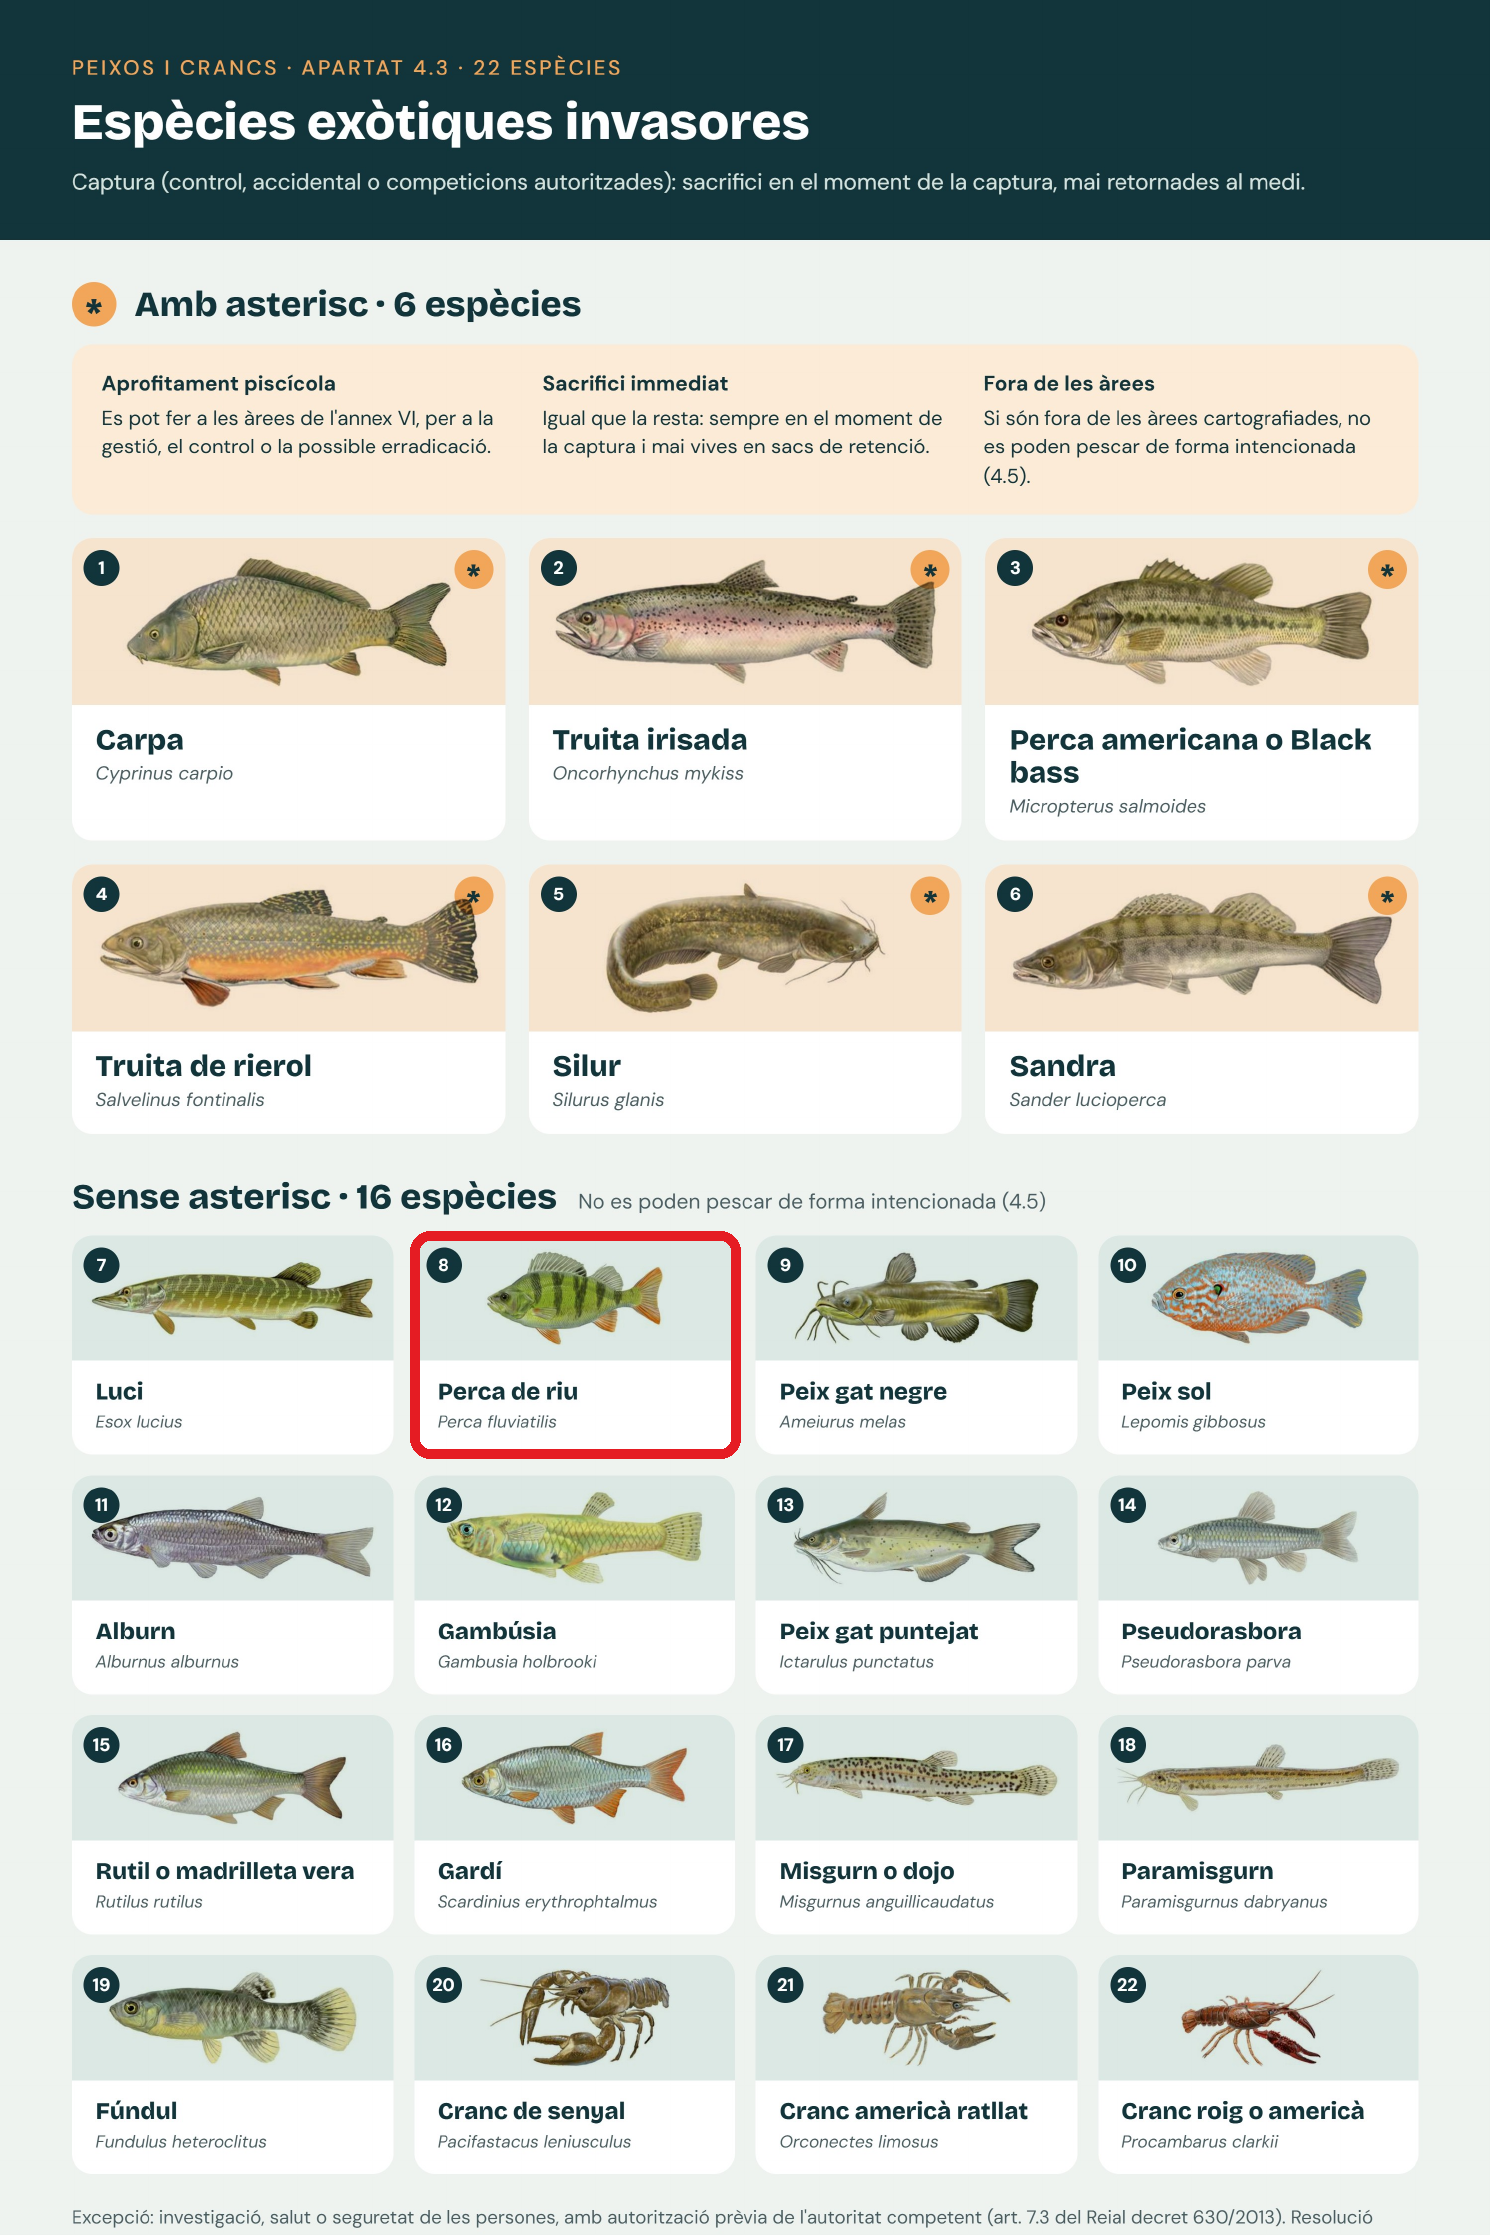 PEIXOS I CRANCS · APARTAT 4.3 · 22 ESPÈCIES
Espècies exòtiques invasores
Captura (control, accidental o competicions autoritzades): sacrifici en el moment de la captura, mai retornades al medi.
* Amb asterisc · 6 espècies
Aprofitament piscícola
Es pot fer a les àrees de l'annex VI, per a la
gestió, el control o la possible erradicació.
Sacrifici immediat
Igual que la resta: sempre en el moment de
la captura i mai vives en sacs de retenció.
Fora de les àrees
Si són fora de les àrees cartografiades, no
es poden pescar de forma intencionada
(4.5).
1 *
Carpa
Cyprinus carpio
2 *
Truita irisada
Oncorhynchus mykiss
3 *
Perca americana o Black
bass
Micropterus salmoides
4 *
Truita de rierol
Salvelinus fontinalis
5 *
Silur
Silurus glanis
6 *
Sandra
Sander lucioperca
Sense asterisc · 16 espècies No es poden pescar de forma intencionada (4.5)
7
Luci
Esox lucius
8
Perca de riu
Perca fluviatilis
9
Peix gat negre
Ameiurus melas
10
Peix sol
Lepomis gibbosus
11
Alburn
Alburnus alburnus
12
Gambúsia
Gambusia holbrooki
13
Peix gat puntejat
Ictarulus punctatus
14
Pseudorasbora
Pseudorasbora parva
15
Rutil o madrilleta vera
Rutilus rutilus
16
Gardí
Scardinius erythrophtalmus
17
Misgurn o dojo
Misgurnus anguillicaudatus
18
Paramisgurn
Paramisgurnus dabryanus
19
Fúndul
Fundulus heteroclitus
20
Cranc de senyal
Pacifastacus leniusculus
21
Cranc americà ratllat
Orconectes limosus
22
Cranc roig o americà
Procambarus clarkii
Excepció: investigació, salut o seguretat de les persones, amb autorització prèvia de l'autoritat competent (art. 7.3 del Reial decret 630/2013). Resolució